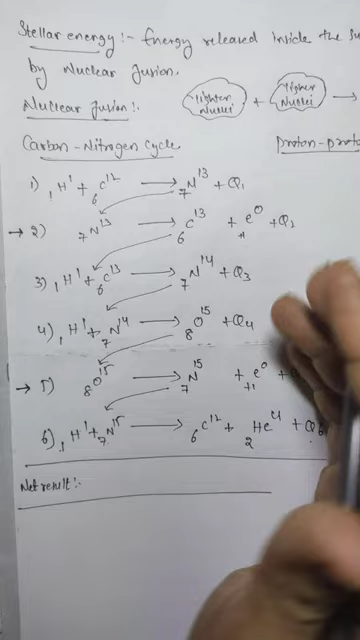 Stellar energy :- Energy released inside the Su
by Nuclear fusion.
Nuclear fusion :- lighter Nuclei + lighter Nuclei →
Carbon - Nitrogen Cycle
Proton - proto
1) ₁H¹ + ₆C¹² → ₇N¹³ + Q₁
→ 2) ₇N¹³ → ₆C¹³ + ₊₁e⁰ + Q₂
3) ₁H¹ + ₆C¹³ → ₇N¹⁴ + Q₃
4) ₁H¹ + ₇N¹⁴ → ₈O¹⁵ + Q₄
→ 5) ₈O¹⁵ → ₇N¹⁵ + ₊₁e⁰ +
6) ₁H¹ + ₇N¹⁵ → ₆C¹² + ₂He⁴ + Q₆
Net result :-